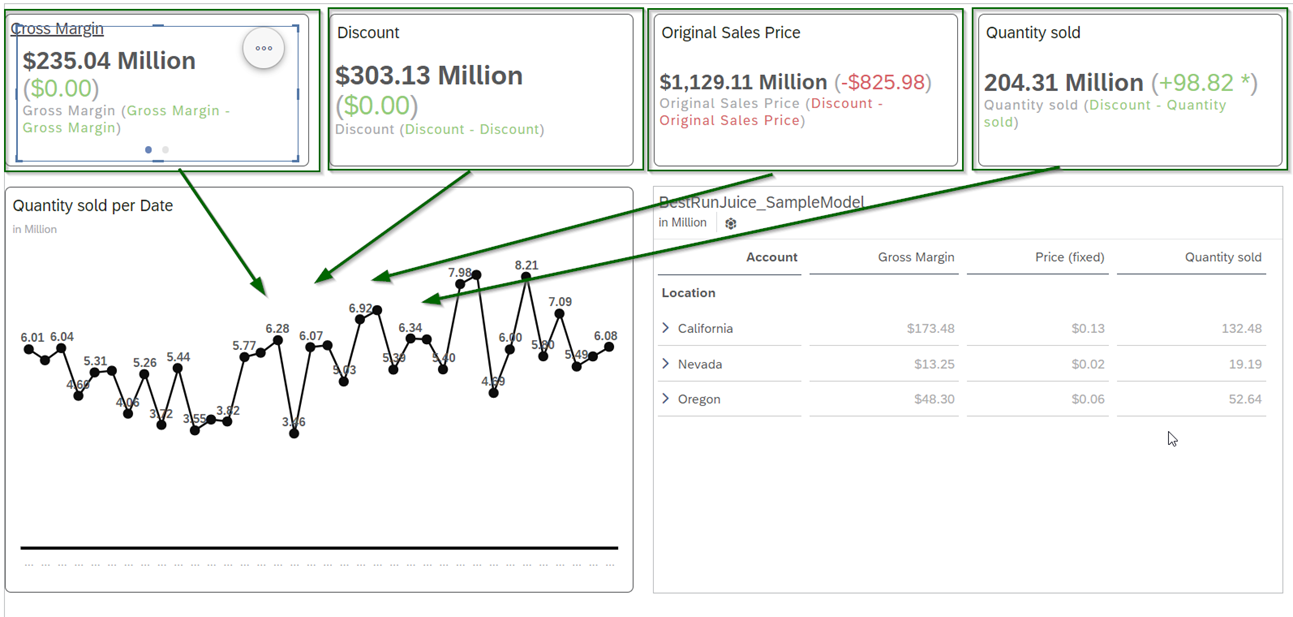 Gross Margin
$235.04 Million
($0.00)
Gross Margin (Gross Margin -
Gross Margin)
Discount
$303.13 Million
($0.00)
Discount (Discount - Discount)
Original Sales Price
$1,129.11 Million (-$825.98)
Original Sales Price (Discount -
Original Sales Price)
Quantity sold
204.31 Million (+98.82 *)
Quantity sold (Discount - Quantity
sold)
Quantity sold per Date
in Million
6.01 6.04 4.66 5.31 4.06 5.26 3.72 5.44 3.55 3.82 5.77 6.28 3.46 6.07 5.03 6.92 5.39 6.34 5.40 7.98 4.69 6.00 8.21 5.80 7.09 5.49 6.08
... ... ... ... ... ... ... ... ... ... ... ... ... ... ... ... ... ... ... ... ... ... ... ... ... ... ... ... ... ... ... ... ... ... ... ...
BestRunJuice_SampleModel
in Million
Account Gross Margin Price (fixed) Quantity sold
Location
California $173.48 $0.13 132.48
Nevada $13.25 $0.02 19.19
Oregon $48.30 $0.06 52.64